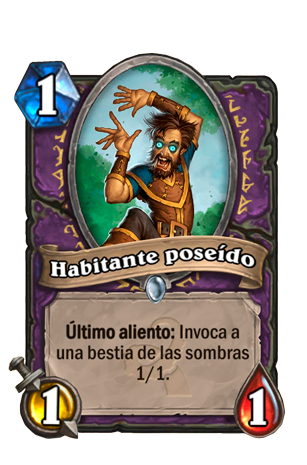 1
Habitante poseído
Último aliento: Invoca a
una bestia de las sombras
1/1.
1
1